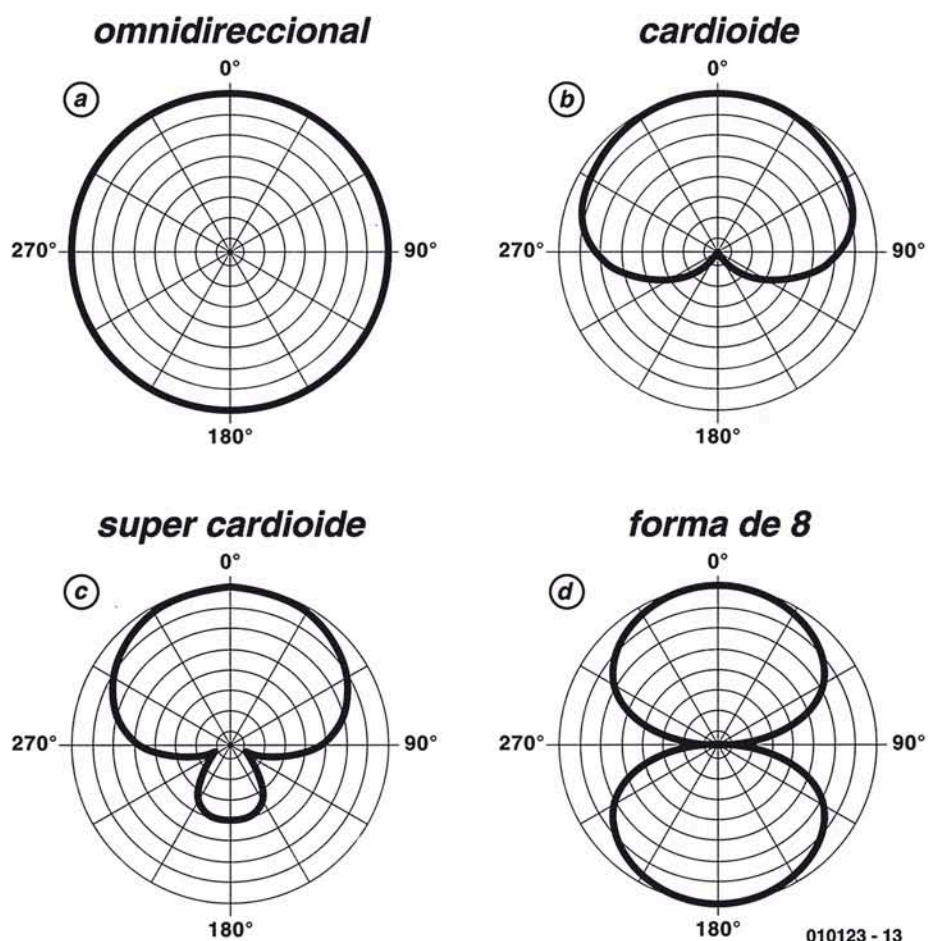 omnidireccional
a
0°
270°
90°
180°
cardioide
b
0°
270°
90°
180°
super cardioide
c
0°
270°
90°
180°
forma de 8
d
0°
270°
90°
180°
010123 - 13